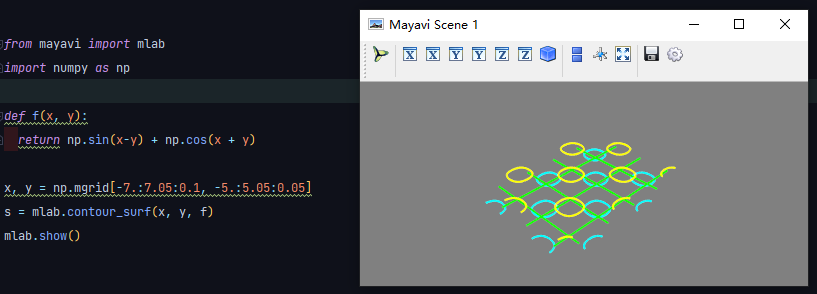 from mayavi import mlab
import numpy as np
def f(x, y):
return np.sin(x-y) + np.cos(x + y)
x, y = np.mgrid[-7.:7.05:0.1, -5.:5.05:0.05]
s = mlab.contour_surf(x, y, f)
mlab.show()
Mayavi Scene 1
X X Y Y Z Z